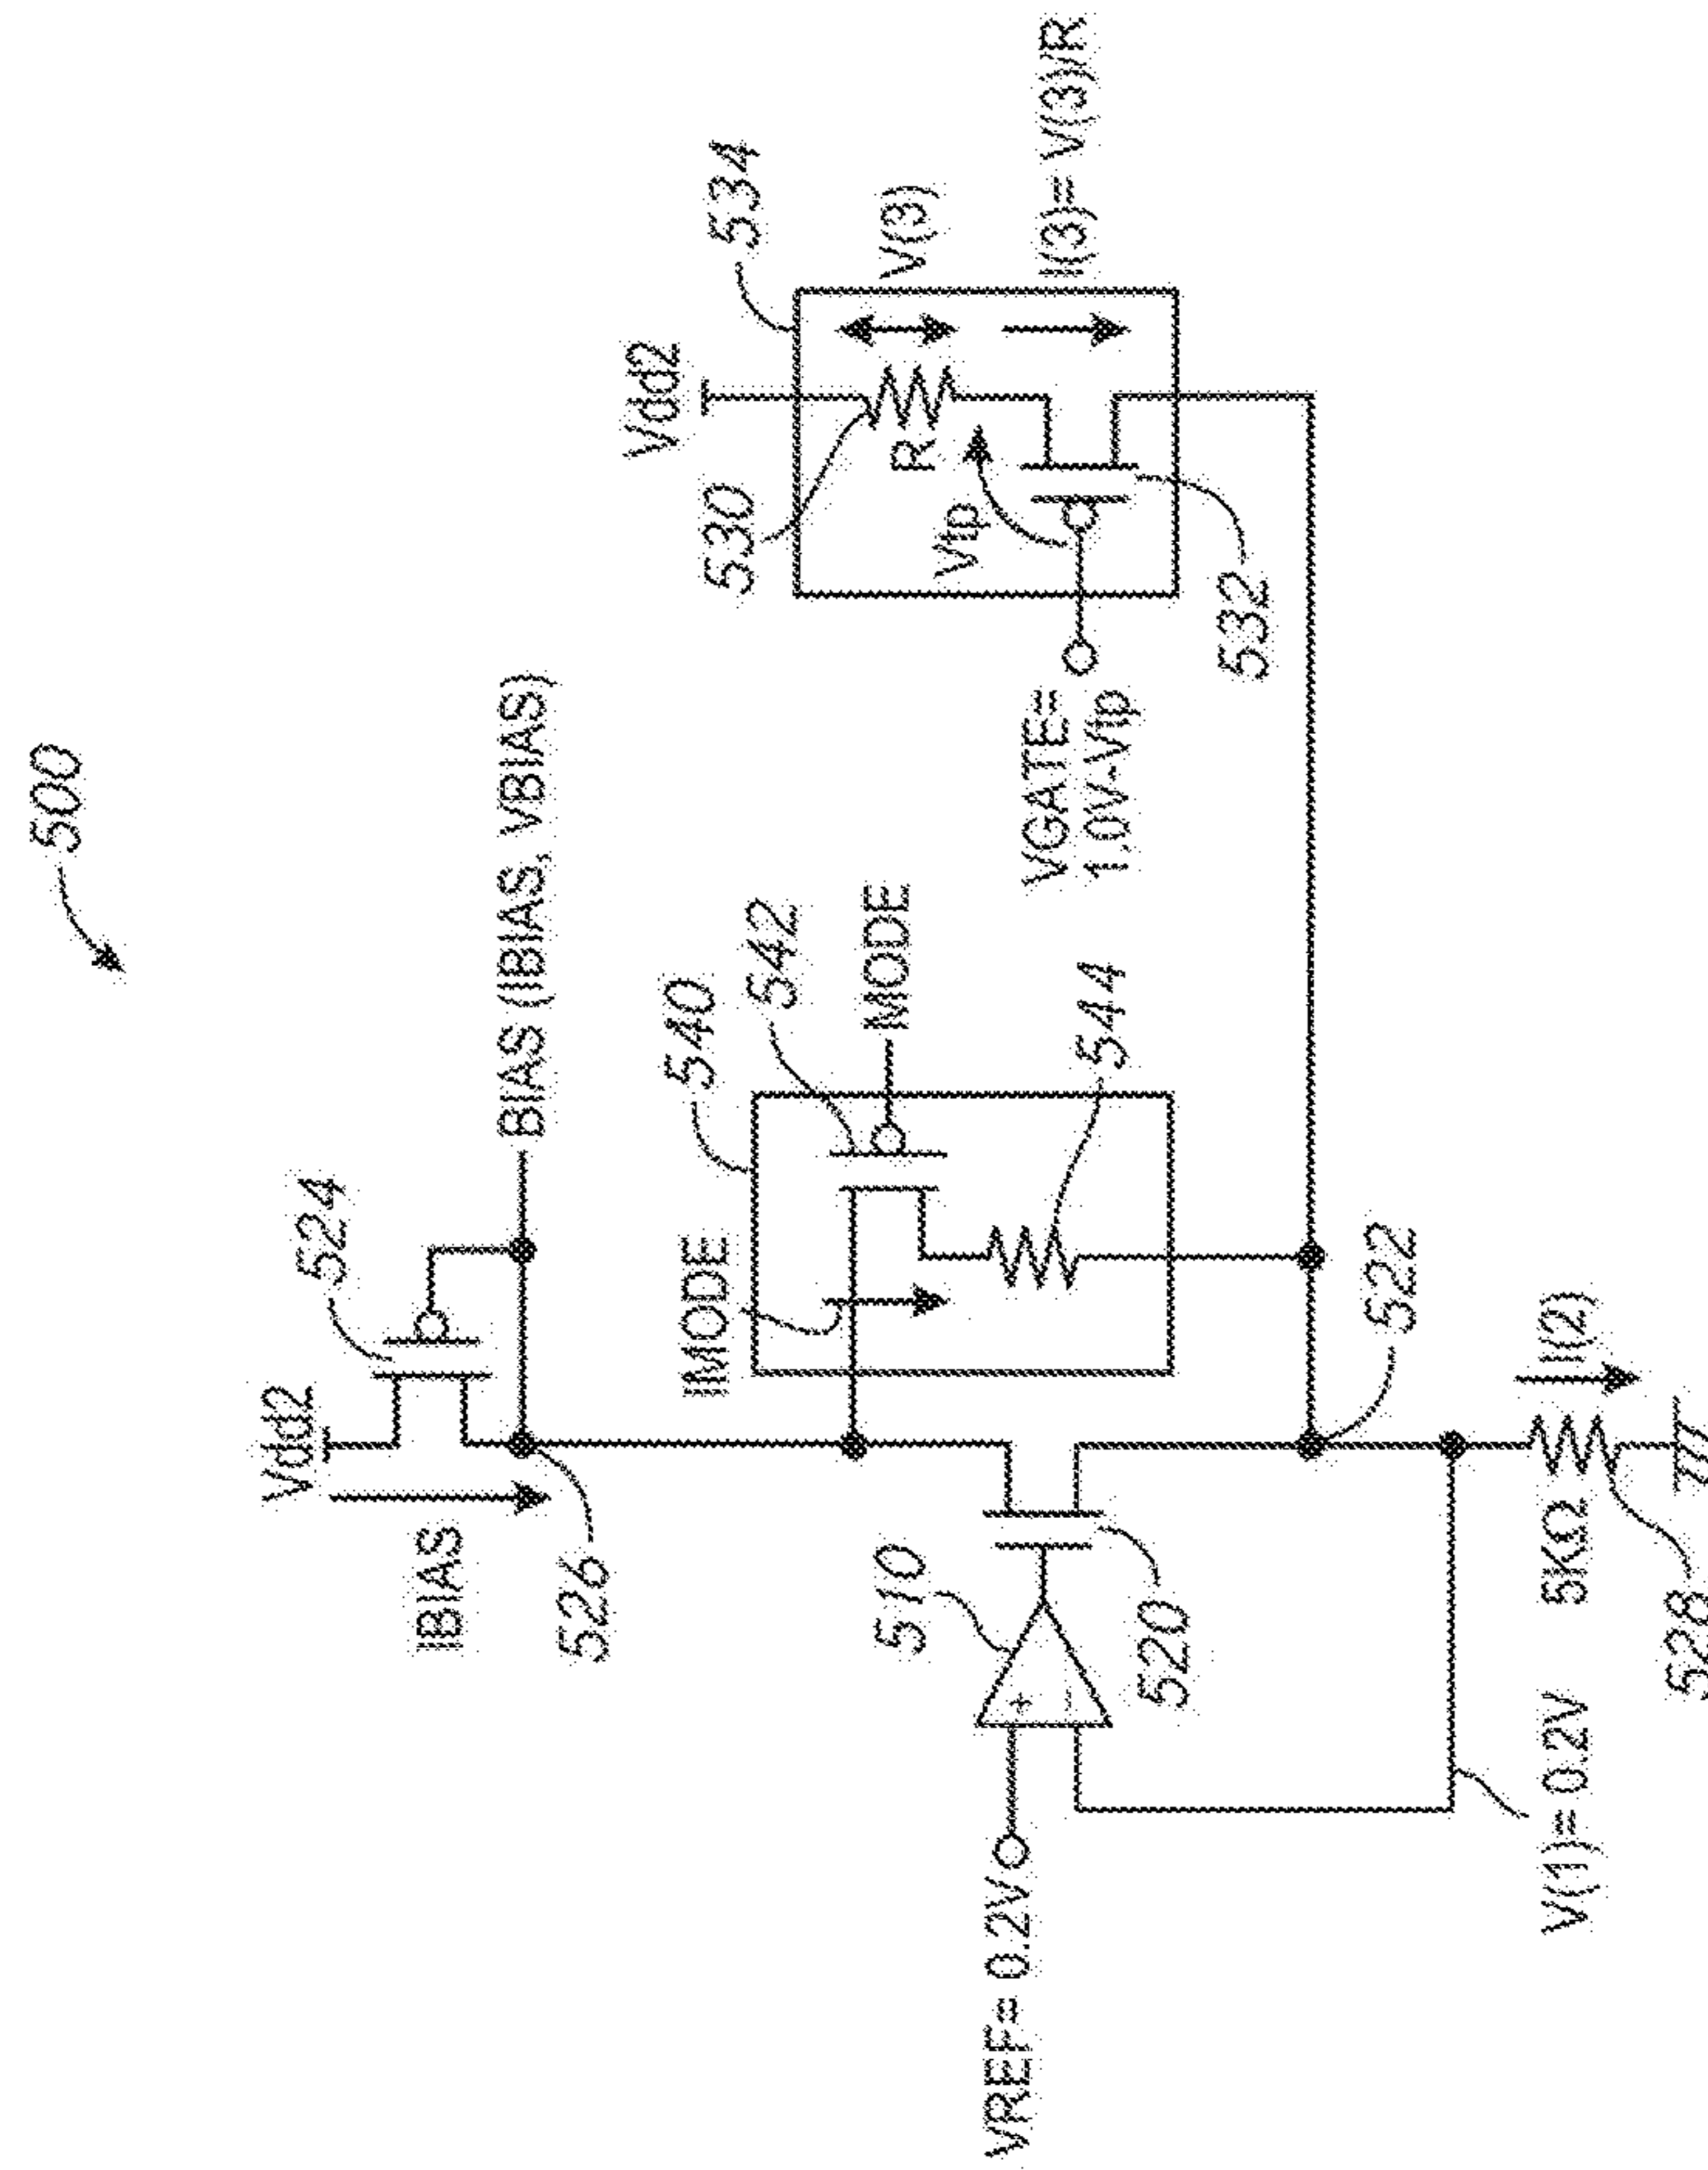 500
Vdd2
524
IBIAS
526
BIAS (IBIAS, VBIAS)
Vdd2
534
530
V(3)
R
Vtp
I(3)= V(3)/R
VGATE=
1.0V-Vtp
532
540
542
MODE
IMODE
544
510
+
−
VREF= 0.2V
520
522
V(1)= 0.2V
5KΩ
I(2)
528